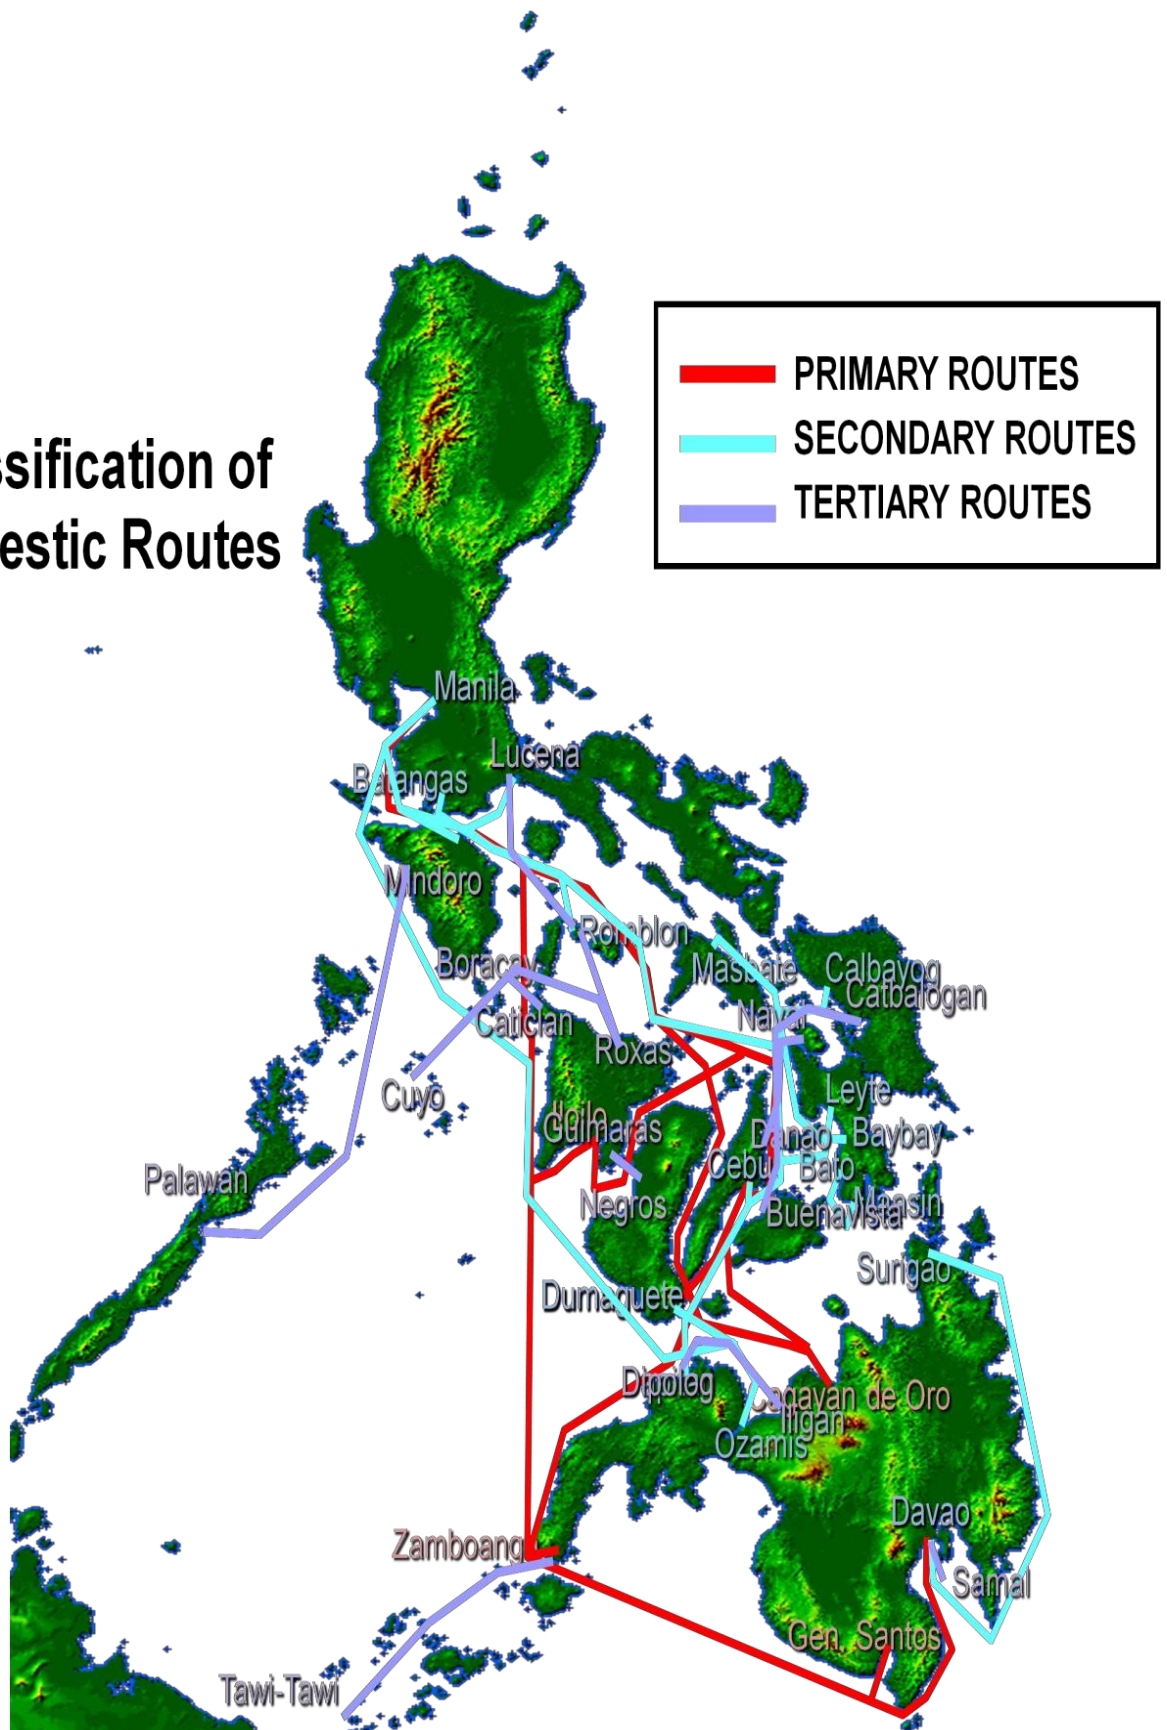 PRIMARY ROUTES
SECONDARY ROUTES
ssification of
TERTIARY ROUTES
estic Routes
Manila
Lucena
Batangas
Mindoro
Romblon
Boracay
Masbate
Calbayog
Catbalogan
Naval
Caticlan
Roxas
Cuyo
Leyte
Iloilo
Guimaras
Danao
Baybay
Cebu
Bato
Palawan
Negros
Maasin
Buenavista
Surigao
Dumaguete
Cagayan de Oro
Iligan
Ozamis
Davao
Zamboang
Samal
Gen. Santos
Tawi-Tawi